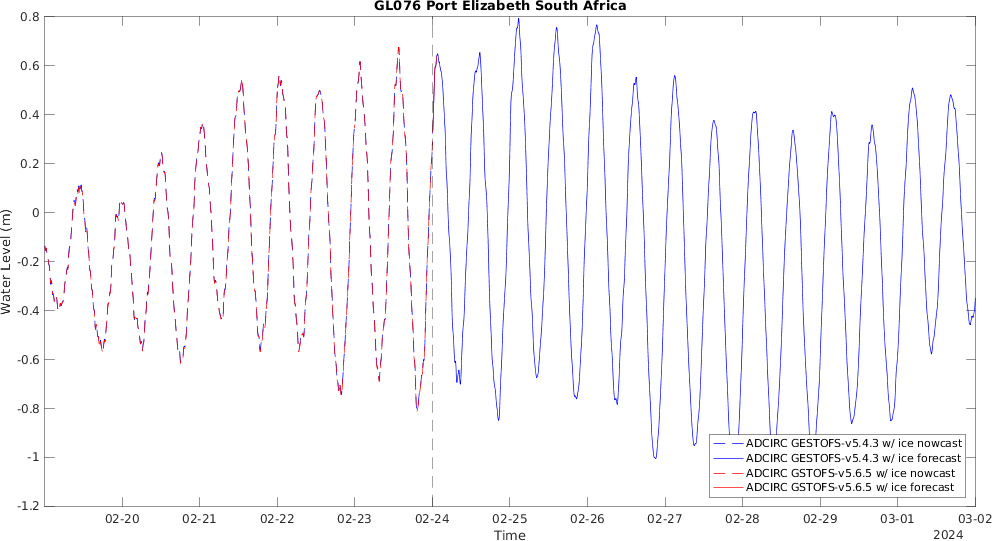 GL076 Port Elizabeth South Africa
0.8
0.6
0.4
0.2
0
-0.2
-0.4
-0.6
-0.8
-1
-1.2
Water Level (m)
ADCIRC GESTOFS-v5.4.3 w/ ice nowcast
ADCIRC GESTOFS-v5.4.3 w/ ice forecast
ADCIRC GSTOFS-v5.6.5 w/ ice nowcast
ADCIRC GSTOFS-v5.6.5 w/ ice forecast
02-20 02-21 02-22 02-23 02-24 02-25 02-26 02-27 02-28 02-29 03-01 03-02
Time
2024